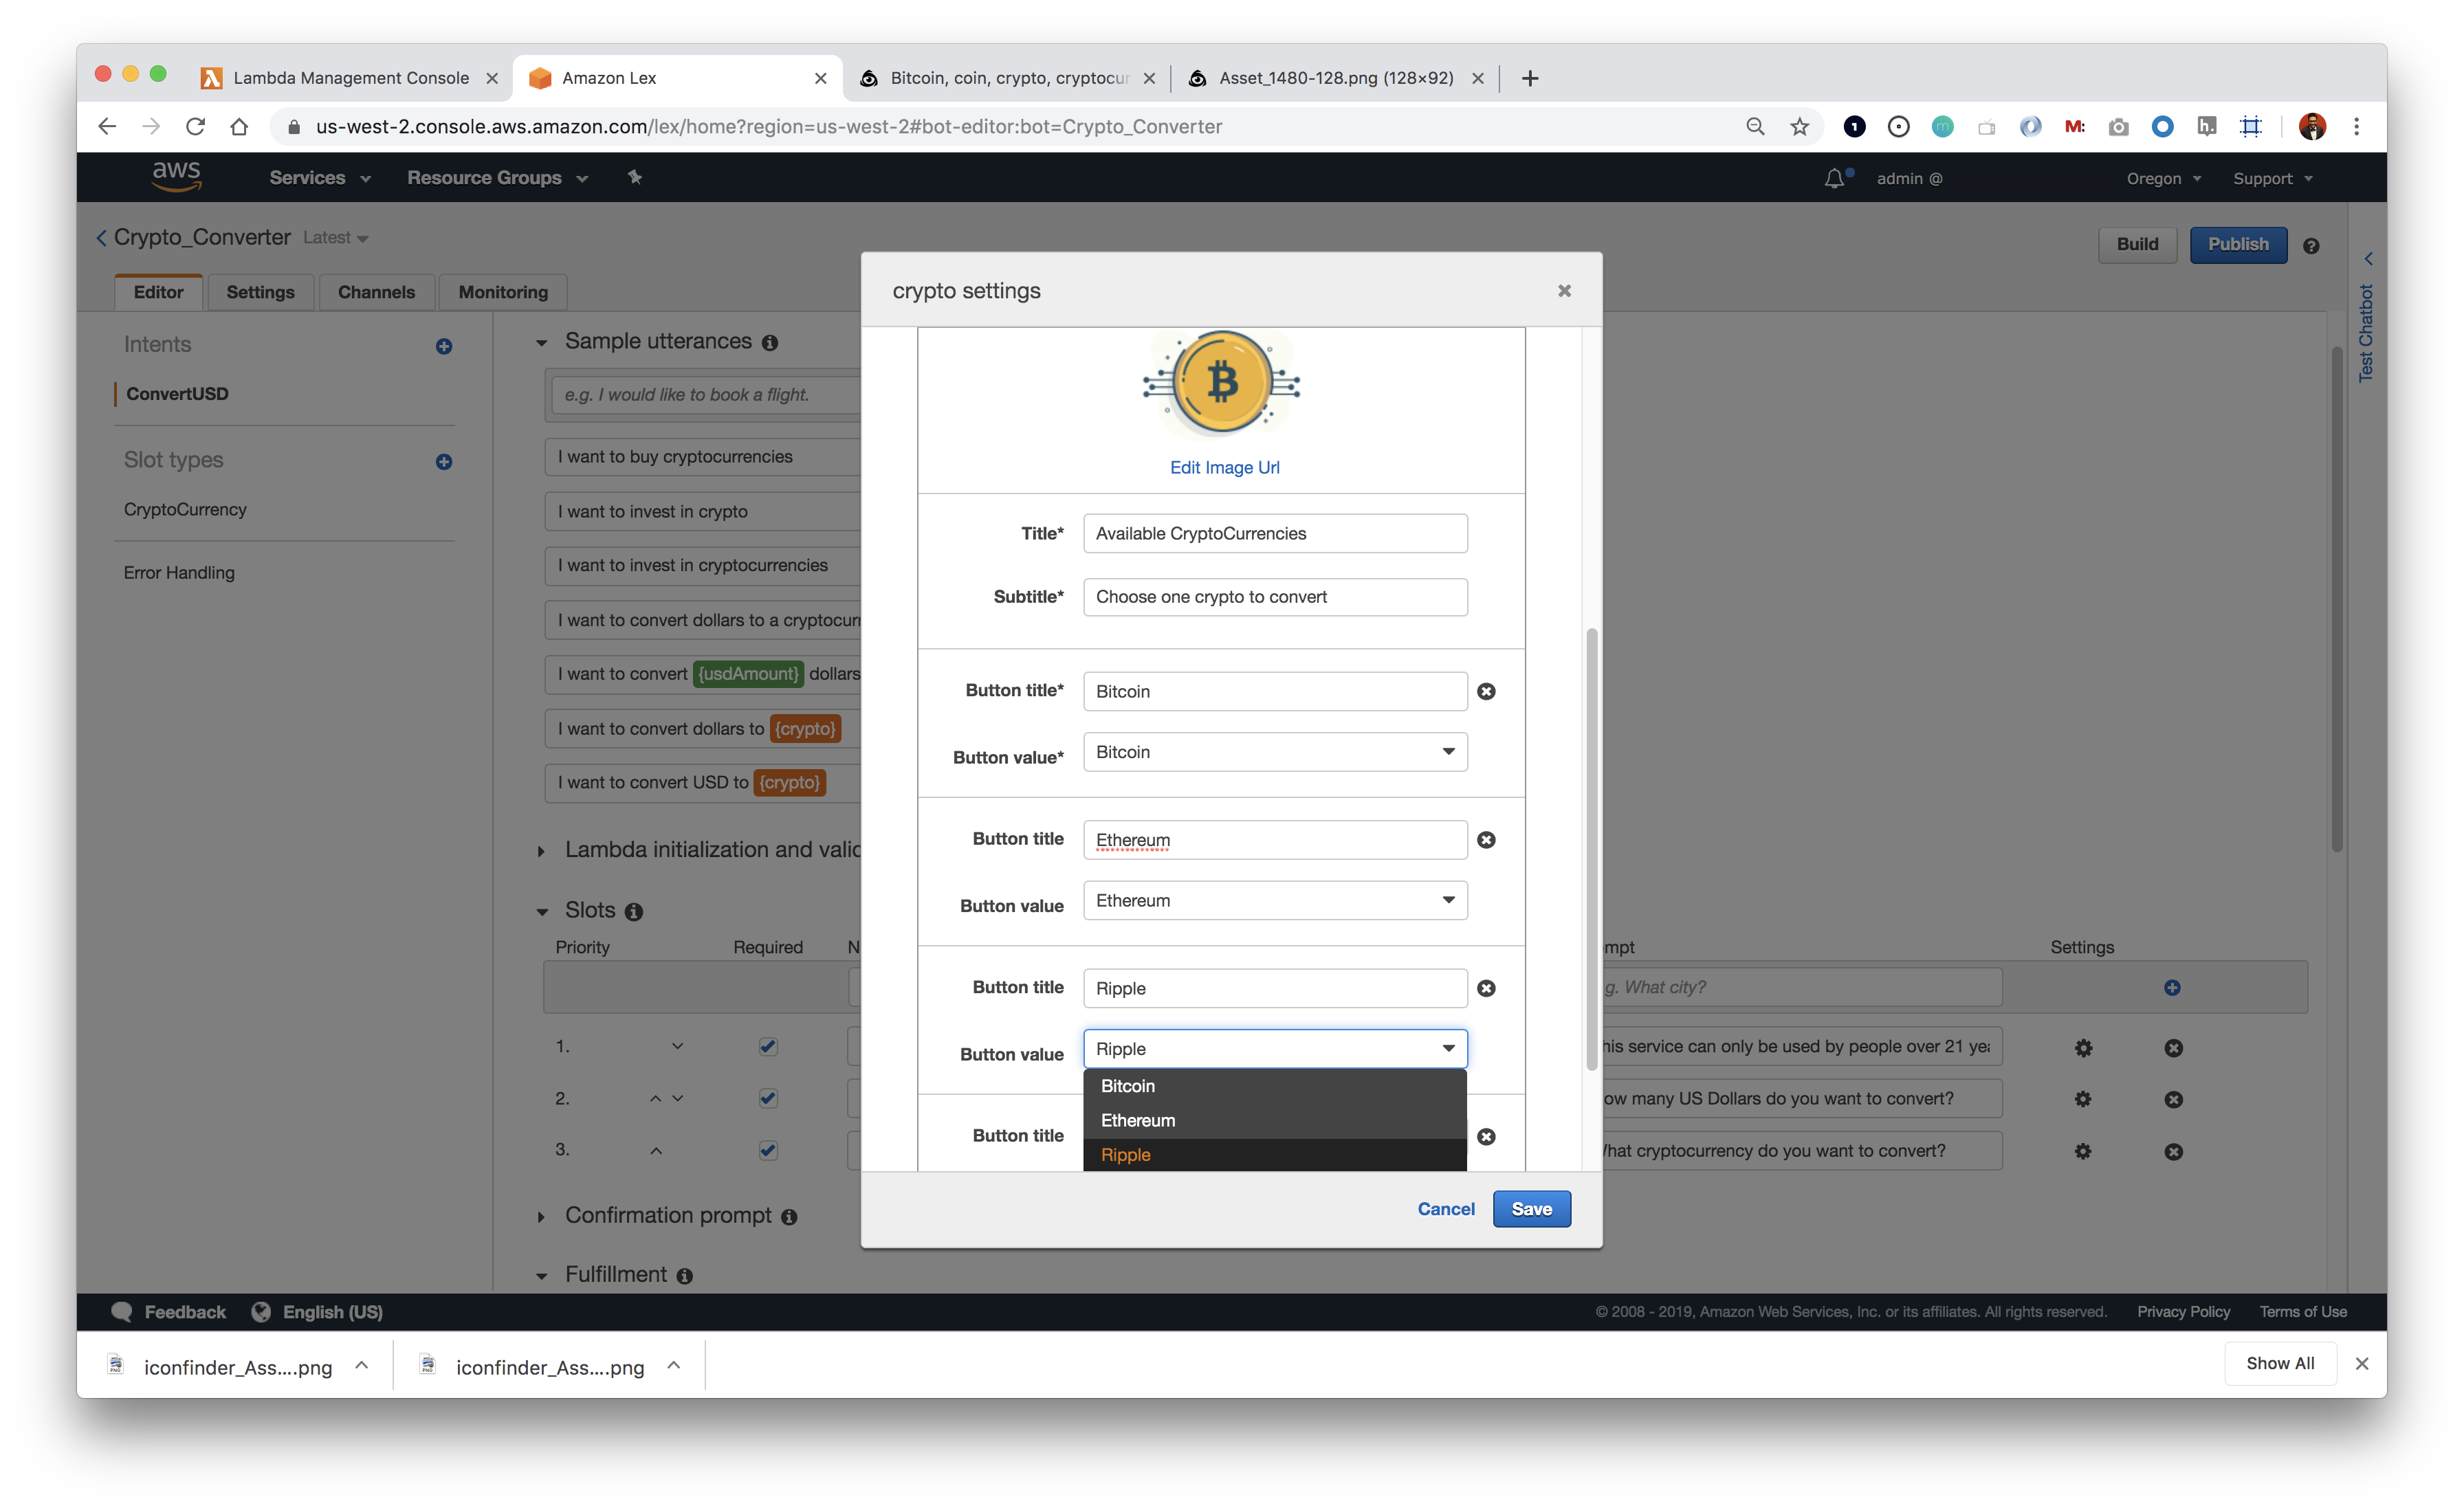 Lambda Management Console
Amazon Lex
Bitcoin, coin, crypto, cryptocur
Asset_1480-128.png (128×92)
us-west-2.console.aws.amazon.com/lex/home?region=us-west-2#bot-editor:bot=Crypto_Converter
aws
Services
Resource Groups
admin @
Oregon
Support
Crypto_Converter Latest
Build
Publish
Editor
Settings
Channels
Monitoring
Test Chatbot
Intents
ConvertUSD
Slot types
CryptoCurrency
Error Handling
Sample utterances
e.g. I would like to book a flight.
I want to buy cryptocurrencies
I want to invest in crypto
I want to invest in cryptocurrencies
I want to convert dollars to a cryptocurr
I want to convert {usdAmount} dollars
I want to convert dollars to {crypto}
I want to convert USD to {crypto}
Lambda initialization and valid
Slots
Priority Required N
mpt Settings
g. What city?
1.
his service can only be used by people over 21 yea
2.
ow many US Dollars do you want to convert?
3.
hat cryptocurrency do you want to convert?
Confirmation prompt
Fulfillment
crypto settings
Edit Image Url
Title* Available CryptoCurrencies
Subtitle* Choose one crypto to convert
Button title* Bitcoin
Button value* Bitcoin
Button title Ethereum
Button value Ethereum
Button title Ripple
Button value Ripple
Bitcoin
Ethereum
Button title
Ripple
Cancel
Save
Feedback
English (US)
© 2008 - 2019, Amazon Web Services, Inc. or its affiliates. All rights reserved.
Privacy Policy
Terms of Use
iconfinder_Ass....png
iconfinder_Ass....png
Show All